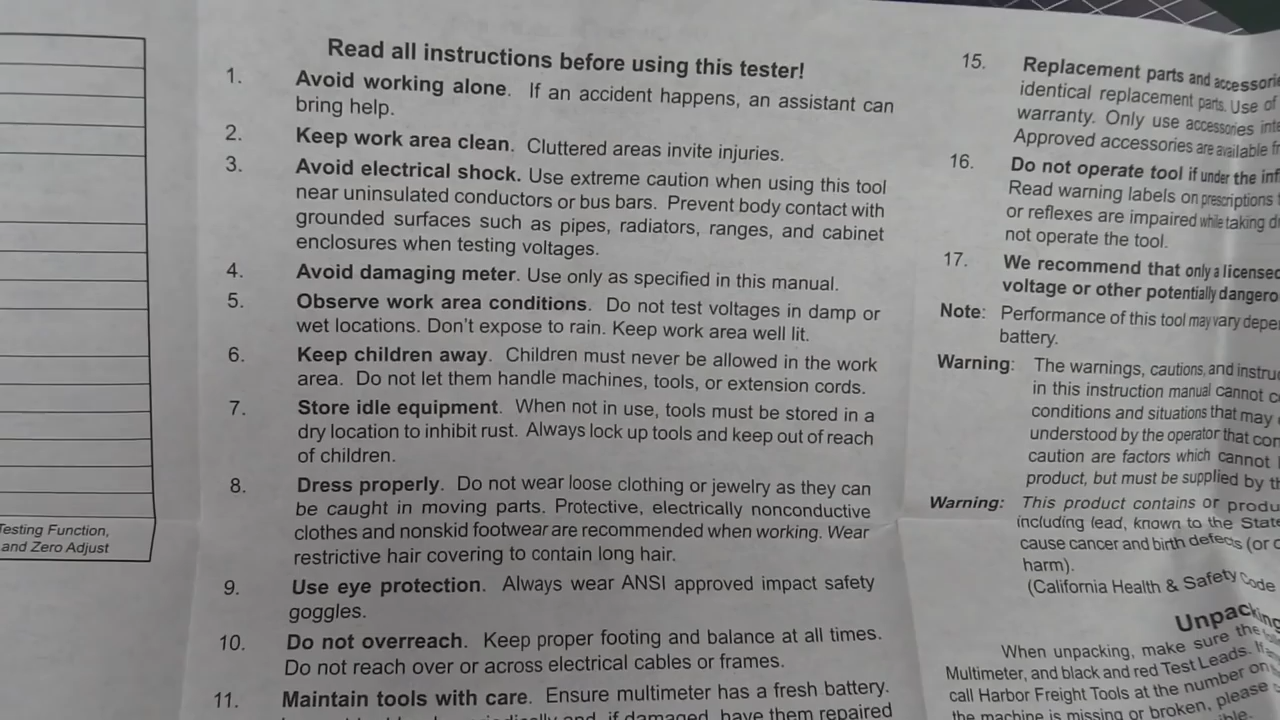 Testing Function,
and Zero Adjust
Read all instructions before using this tester!
1. Avoid working alone. If an accident happens, an assistant can
bring help.
2. Keep work area clean. Cluttered areas invite injuries.
3. Avoid electrical shock. Use extreme caution when using this tool
near uninsulated conductors or bus bars. Prevent body contact with
grounded surfaces such as pipes, radiators, ranges, and cabinet
enclosures when testing voltages.
4. Avoid damaging meter. Use only as specified in this manual.
5. Observe work area conditions. Do not test voltages in damp or
wet locations. Don't expose to rain. Keep work area well lit.
6. Keep children away. Children must never be allowed in the work
area. Do not let them handle machines, tools, or extension cords.
7. Store idle equipment. When not in use, tools must be stored in a
dry location to inhibit rust. Always lock up tools and keep out of reach
of children.
8. Dress properly. Do not wear loose clothing or jewelry as they can
be caught in moving parts. Protective, electrically nonconductive
clothes and nonskid footwear are recommended when working. Wear
restrictive hair covering to contain long hair.
9. Use eye protection. Always wear ANSI approved impact safety
goggles.
10. Do not overreach. Keep proper footing and balance at all times.
Do not reach over or across electrical cables or frames.
11. Maintain tools with care. Ensure multimeter has a fresh battery.
and, if damaged, have them repaired
15. Replacement parts and
identical replacement parts. Use of
warranty. Only use accessories
Approved accessories are available
16. Do not operate tool if under the
Read warning labels on prescriptions
or reflexes are impaired while taking
not operate the tool.
17. We recommend that only a licensed
voltage or other potentially
Note: Performance of this tool may vary
battery.
Warning: The warnings, cautions, and
in this instruction manual cannot
conditions and situations that may
understood by the operator that
caution are factors which cannot
product, but must be supplied by
Warning: This product contains or
including lead, known to the
cause cancer and birth defects (or
harm).
(California Health & Safety Code
Unpacking
When unpacking, make sure the
Multimeter, and black and red Test Leads. If
call Harbor Freight Tools at the number on
the machine is missing or broken, please